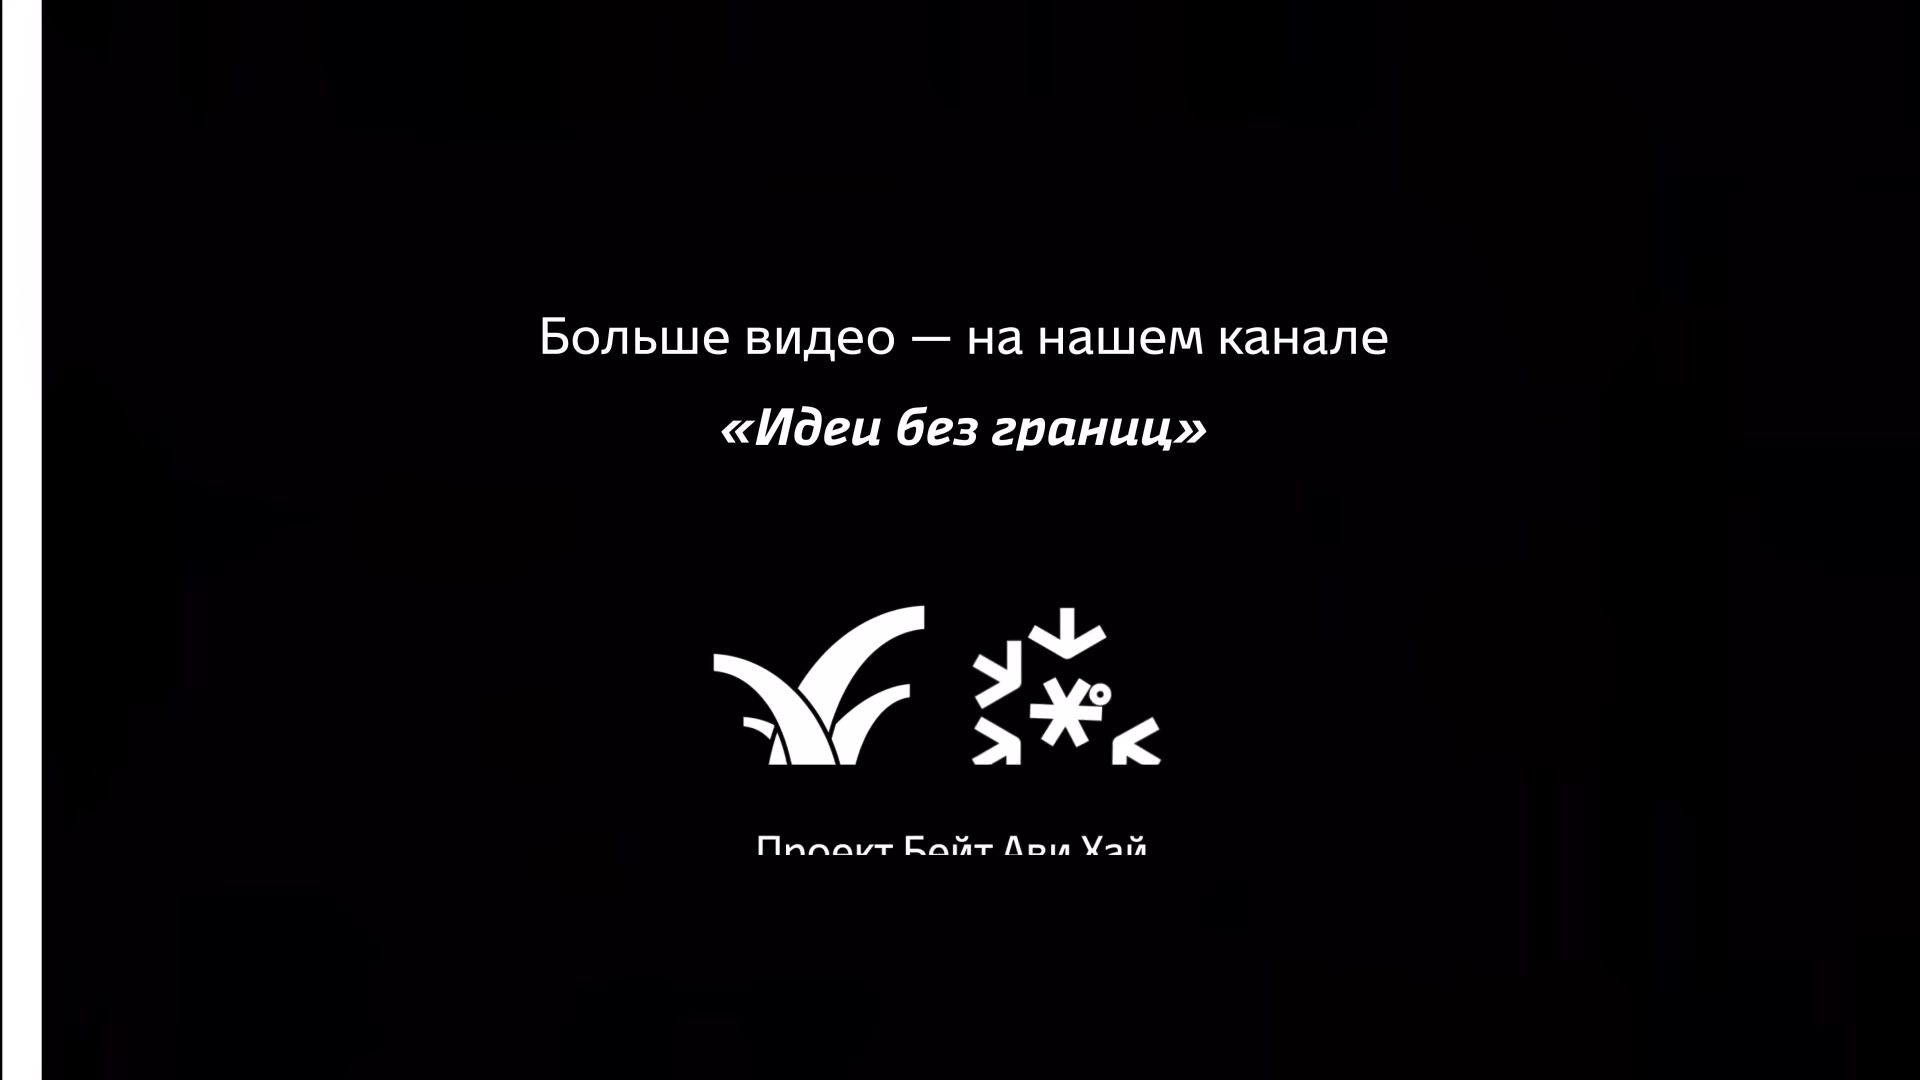 Больше видео — на нашем канале
«Идеи без границ»
Проект Бейт Ави Хай